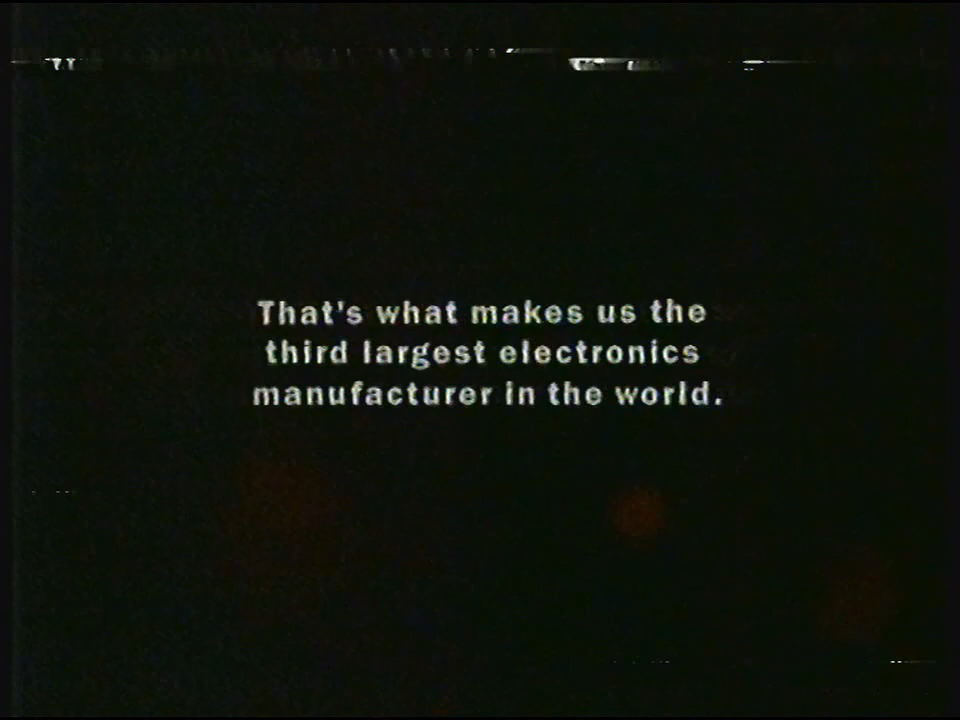 That's what makes us the
third largest electronics
manufacturer in the world.